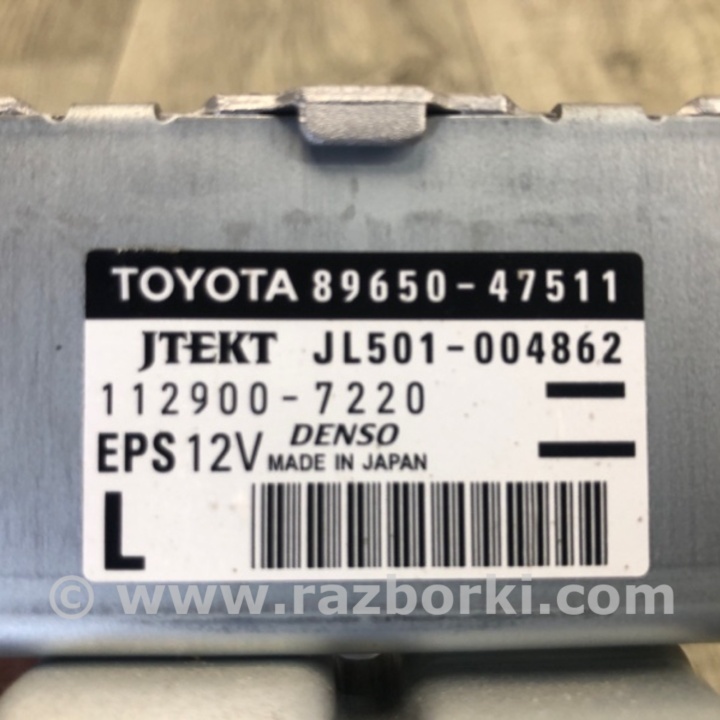 TOYOTA 89650-47511
JTEKT JL501-004862
112900-7220
EPS 12V DENSO
MADE IN JAPAN
L
© www.razborki.com